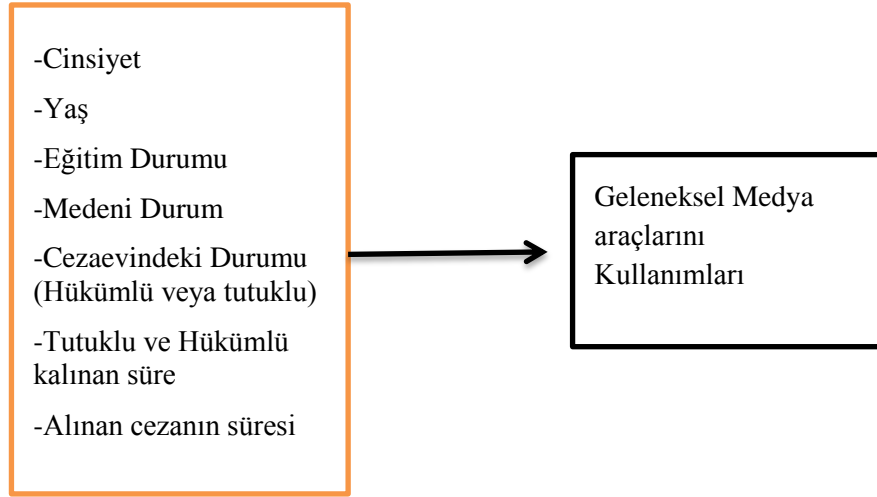 -Cinsiyet
-Yaş
-Eğitim Durumu
-Medeni Durum
-Cezaevindeki Durumu
(Hükümlü veya tutuklu)
-Tutuklu ve Hükümlü
kalınan süre
-Alınan cezanın süresi
Geleneksel Medya
araçlarını
Kullanımları